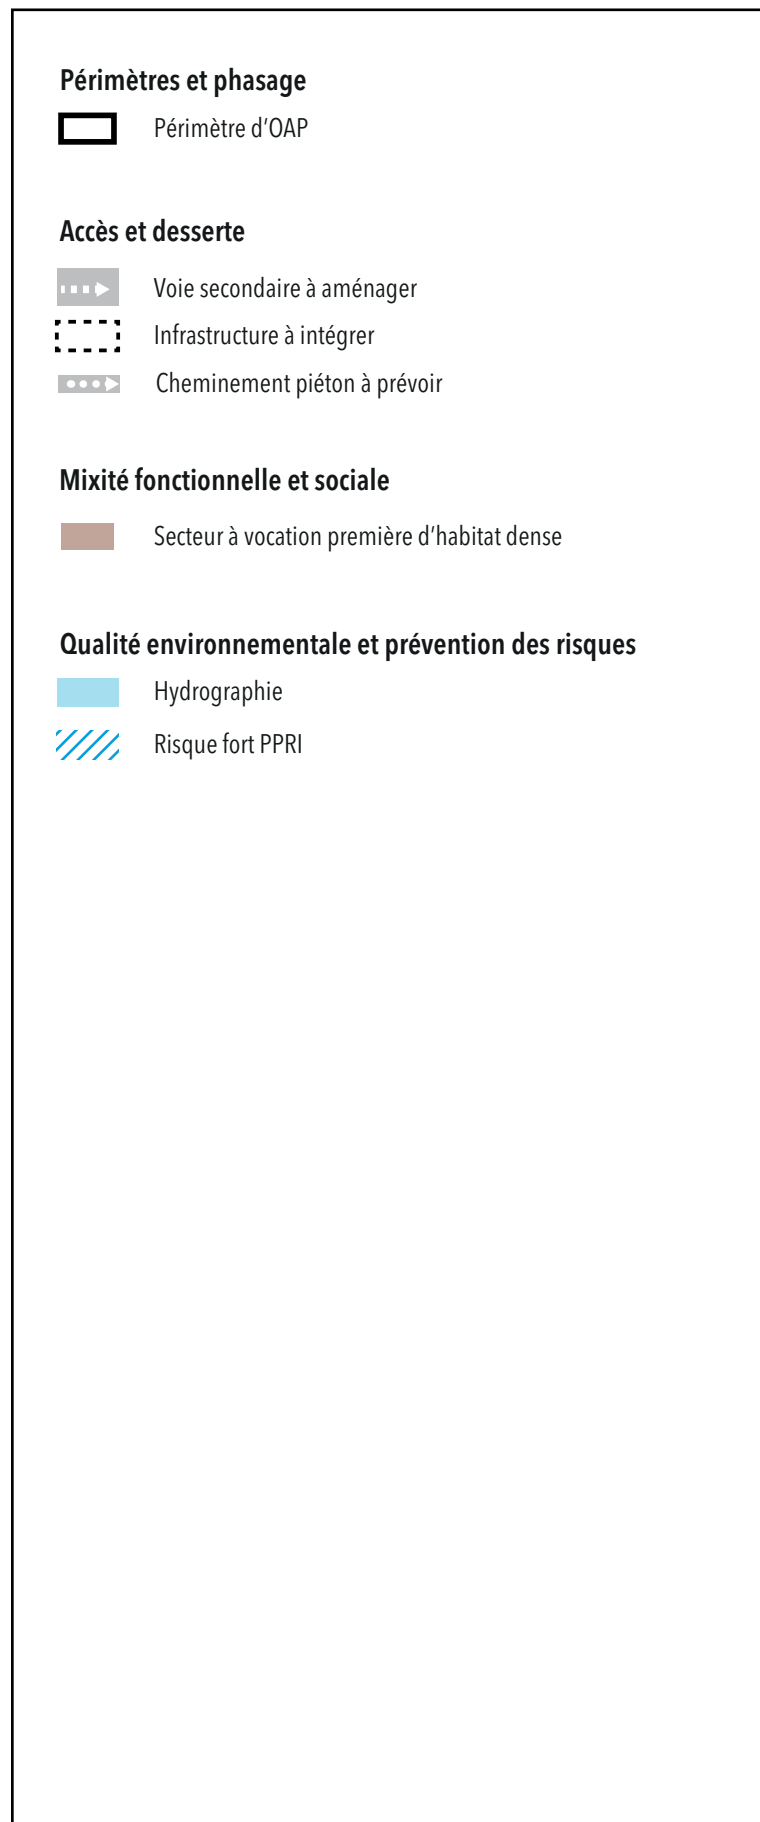 Périmètres et phasage
Périmètre d’OAP
Accès et desserte
Voie secondaire à aménager
Infrastructure à intégrer
Cheminement piéton à prévoir
Mixité fonctionnelle et sociale
Secteur à vocation première d’habitat dense
Qualité environnementale et prévention des risques
Hydrographie
Risque fort PPRI